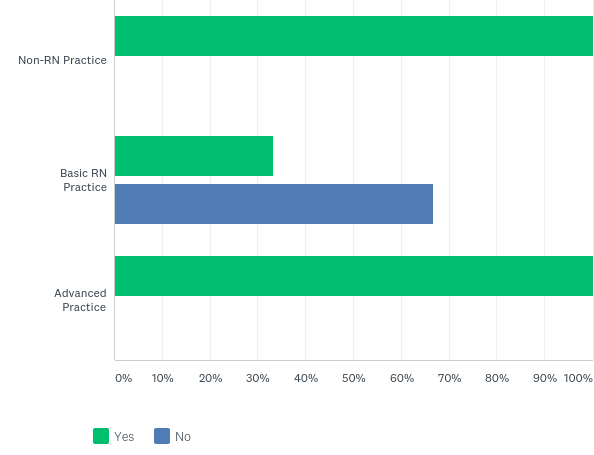 Non-RN Practice
Basic RN
Practice
Advanced
Practice
0% 10% 20% 30% 40% 50% 60% 70% 80% 90% 100%
Yes No